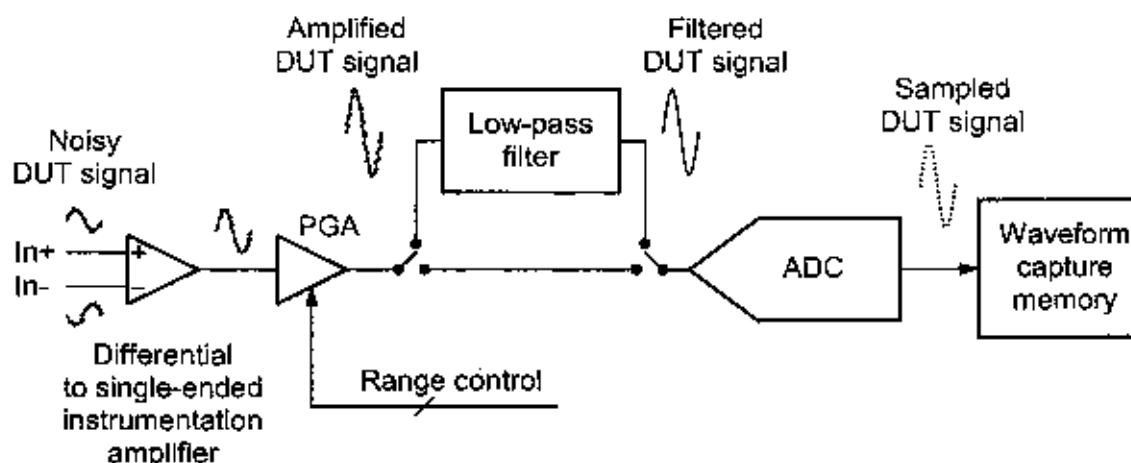 Amplified
DUT signal
Filtered
DUT signal
Low-pass
filter
Sampled
DUT signal
Noisy
DUT signal
PGA
In+
In-
+
−
ADC
Waveform
capture
memory
Differential
to single-ended
instrumentation
amplifier
Range control